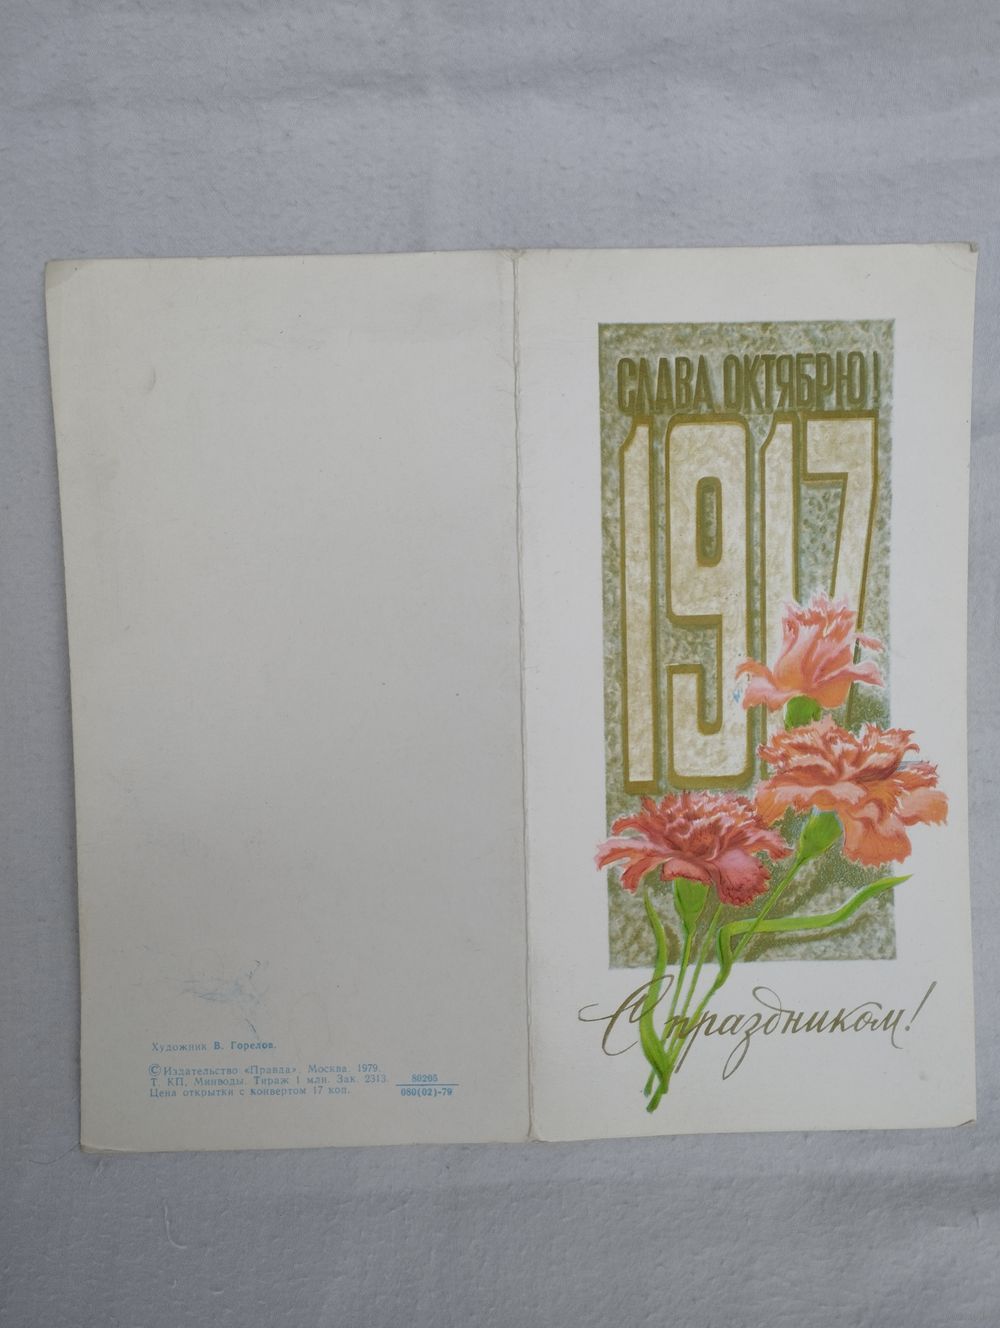 СЛАВА ОКТЯБРЮ!
1917
С праздником!
Художник В. Горелов.
© Издательство «Правда». Москва. 1979.
Т. КП, Минводы. Тираж 1 млн. Зак. 2313.
Цена открытки с конвертом 17 коп.
80205
080(02)-79